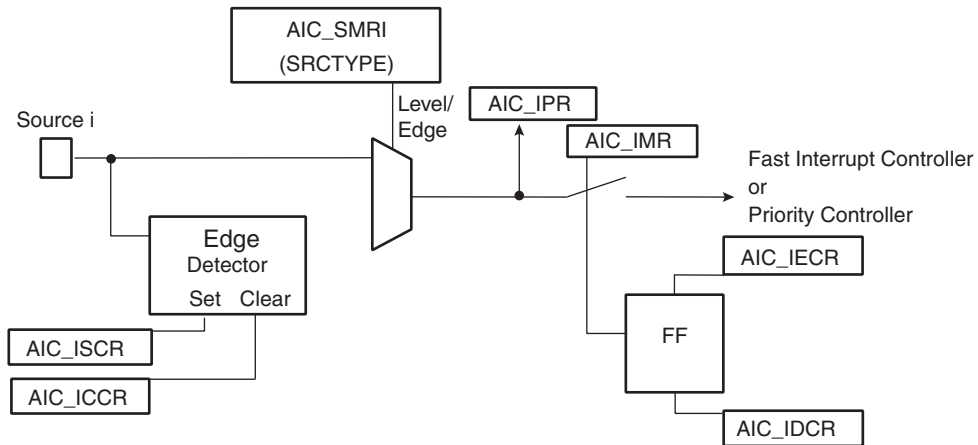 AIC_SMRI
(SRCTYPE)
Level/
Edge
AIC_IPR
AIC_IMR
Source i
Fast Interrupt Controller
or
Priority Controller
Edge
Detector
Set Clear
AIC_IECR
FF
AIC_ISCR
AIC_ICCR
AIC_IDCR